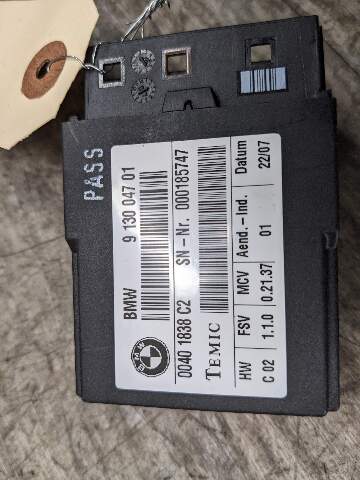 PASS
BMW 9 130 047 01
BMW
0040 1838 C2 SN - Nr. 000185747
TEMIC
HW FSV MCV Aend.- Ind. Datum
C 02 1.1.0 0.21.37 01 22/07